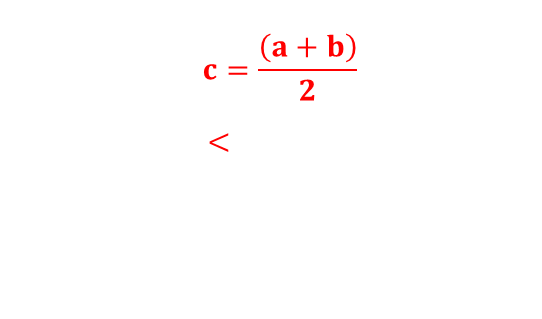 c = (a + b) / 2
<